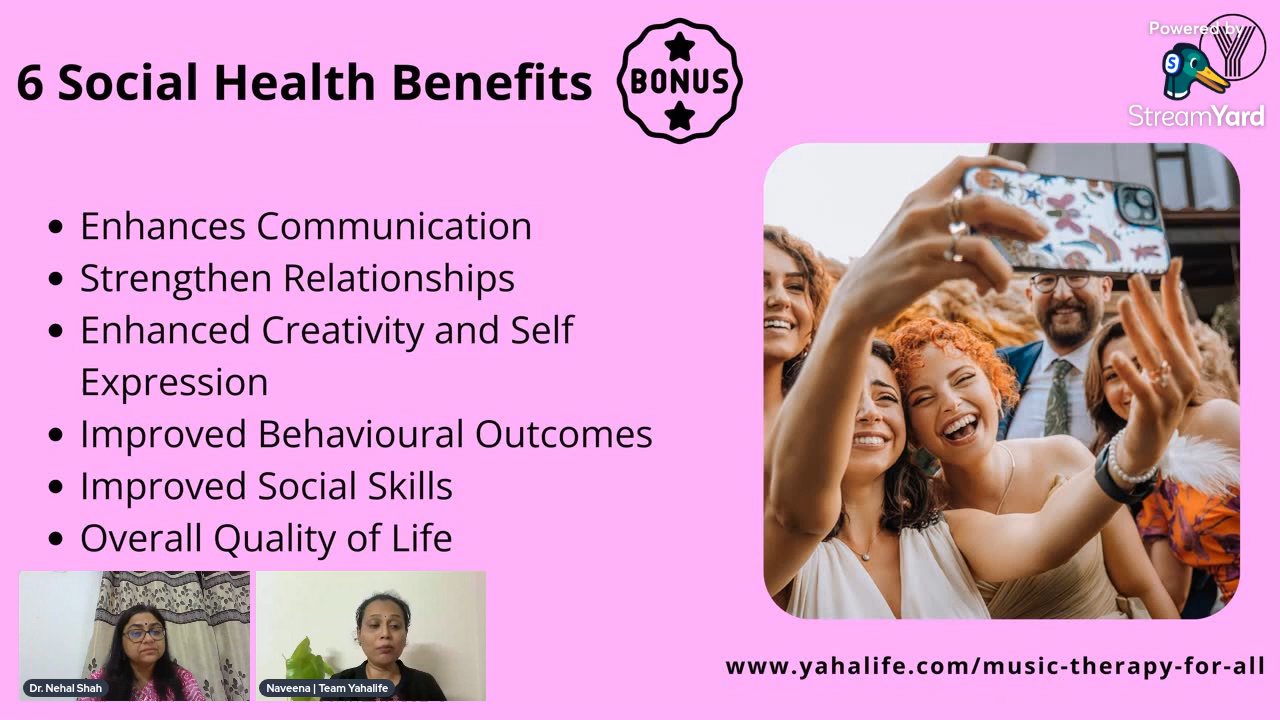 6 Social Health Benefits
BONUS
Powered by
Y
S
StreamYard
Enhances Communication
Strengthen Relationships
Enhanced Creativity and Self
Expression
Improved Behavioural Outcomes
Improved Social Skills
Overall Quality of Life
Dr. Nehal Shah
Naveena | Team Yahalife
www.yahalife.com/music-therapy-for-all